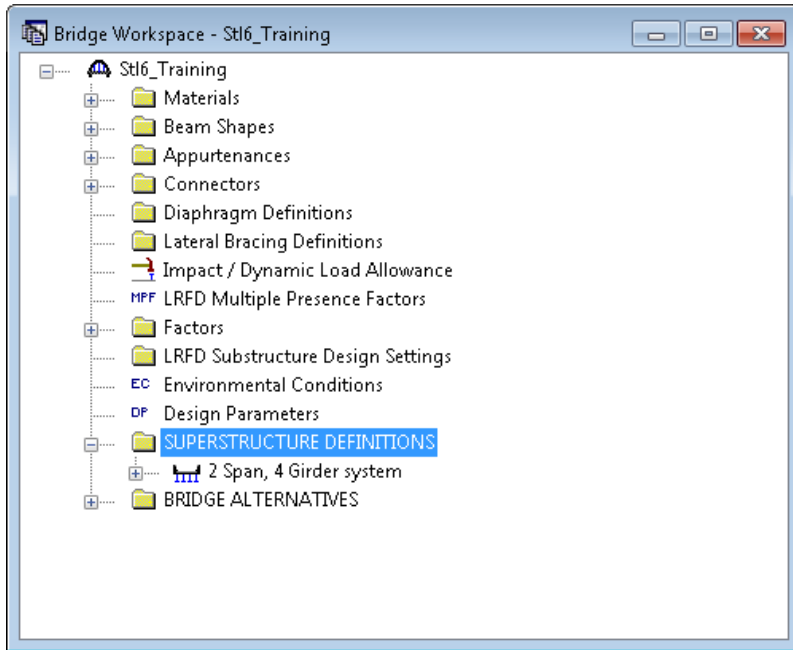 Bridge Workspace - Stl6_Training
Stl6_Training
Materials
Beam Shapes
Appurtenances
Connectors
Diaphragm Definitions
Lateral Bracing Definitions
Impact / Dynamic Load Allowance
MPF LRFD Multiple Presence Factors
Factors
LRFD Substructure Design Settings
EC Environmental Conditions
DP Design Parameters
SUPERSTRUCTURE DEFINITIONS
2 Span, 4 Girder system
BRIDGE ALTERNATIVES